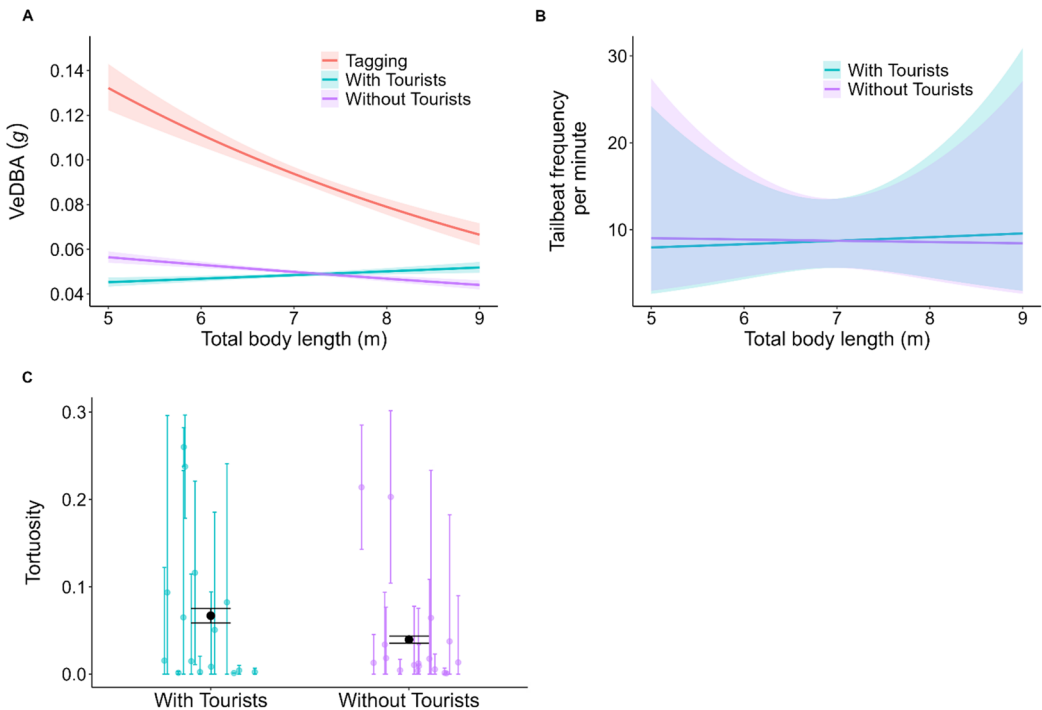 A
VeDBA (g)
0.14
0.12
0.10
0.08
0.06
0.04
Tagging
With Tourists
Without Tourists
5 6 7 8 9
Total body length (m)
B
Tailbeat frequency
per minute
30
20
10
With Tourists
Without Tourists
5 6 7 8 9
Total body length (m)
C
Tortuosity
0.3
0.2
0.1
0.0
With Tourists Without Tourists